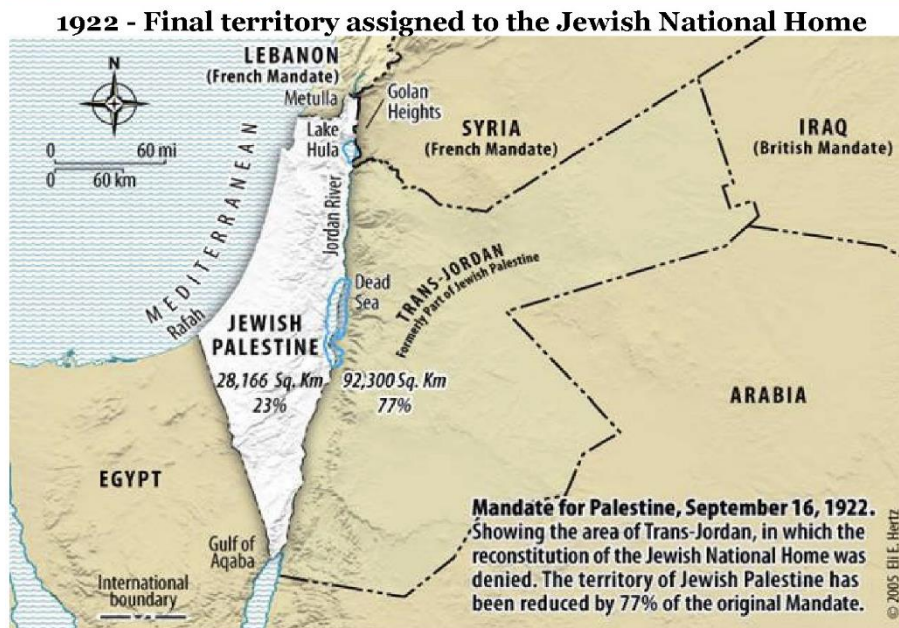 1922 - Final territory assigned to the Jewish National Home
LEBANON
(French Mandate)
N
Metulla
Golan
Heights
Lake
Hula
SYRIA
(French Mandate)
IRAQ
(British Mandate)
0 60 mi
0 60 km
MEDITERRANEAN
Jordan River
TRANS-JORDAN
Formerly Part of Jewish Palestine
Dead
Sea
Rafah
JEWISH
PALESTINE
28,166 Sq. Km
23%
92,300 Sq. Km
77%
ARABIA
EGYPT
Gulf of
Aqaba
International
boundary
Mandate for Palestine, September 16, 1922.
Showing the area of Trans-Jordan, in which the
reconstitution of the Jewish National Home was
denied. The territory of Jewish Palestine has
been reduced by 77% of the original Mandate.
© 2005 Eli E. Hertz